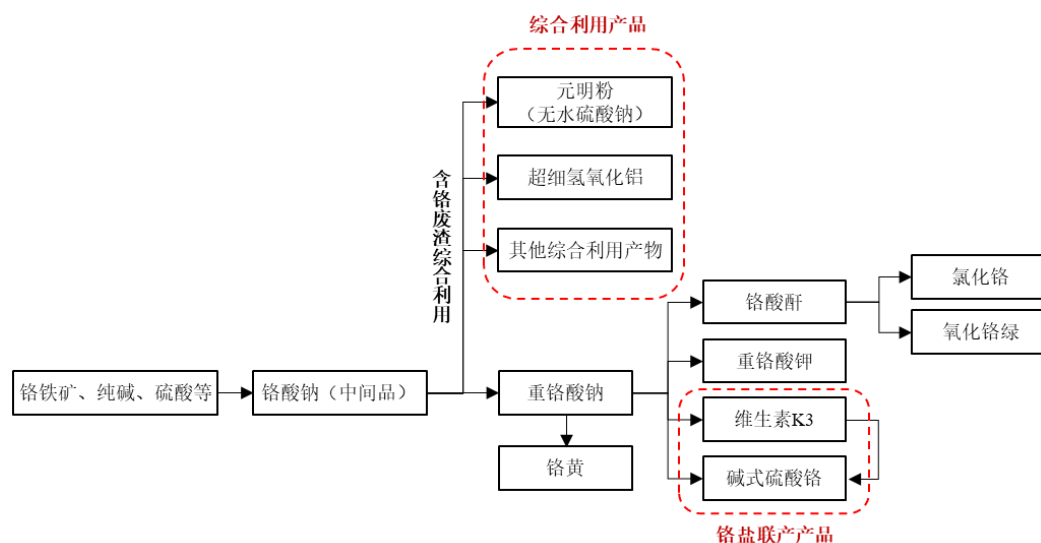 综合利用产品
元明粉
（无水硫酸钠）
超细氢氧化铝
其他综合利用产物
含铬废渣综合利用
铬酸酐
氯化铬
氧化铬绿
重铬酸钾
铬铁矿、纯碱、硫酸等
铬酸钠（中间品）
重铬酸钠
维生素K3
铬黄
碱式硫酸铬
铬盐联产产品